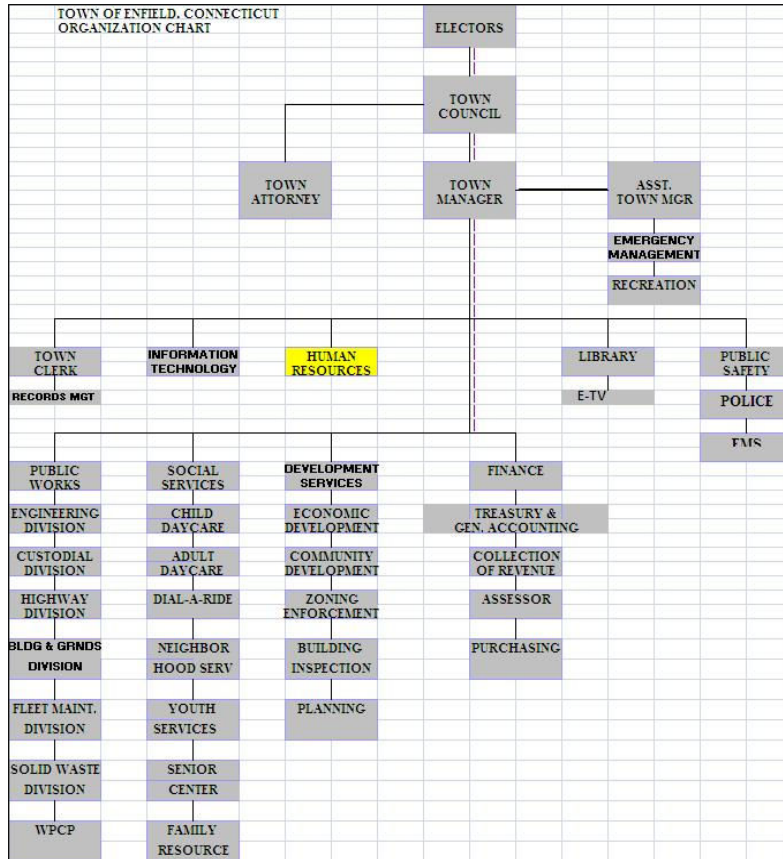 TOWN OF ENFIELD, CONNECTICUT
ORGANIZATION CHART
ELECTORS
TOWN
COUNCIL
TOWN
ATTORNEY
TOWN
MANAGER
ASST.
TOWN MGR
EMERGENCY
MANAGEMENT
RECREATION
TOWN
CLERK
RECORDS MGT
INFORMATION
TECHNOLOGY
HUMAN
RESOURCES
LIBRARY
E-TV
PUBLIC
SAFETY
POLICE
EMS
PUBLIC
WORKS
ENGINEERING
DIVISION
CUSTODIAL
DIVISION
HIGHWAY
DIVISION
BLDG & GRNDS
DIVISION
FLEET MAINT.
DIVISION
SOLID WASTE
DIVISION
WPCP
SOCIAL
SERVICES
CHILD
DAYCARE
ADULT
DAYCARE
DIAL-A-RIDE
NEIGHBOR
HOOD SERV
YOUTH
SERVICES
SENIOR
CENTER
FAMILY
RESOURCE
DEVELOPMENT
SERVICES
ECONOMIC
DEVELOPMENT
COMMUNITY
DEVELOPMENT
ZONING
ENFORCEMENT
BUILDING
INSPECTION
PLANNING
FINANCE
TREASURY &
GEN. ACCOUNTING
COLLECTION
OF REVENUE
ASSESSOR
PURCHASING